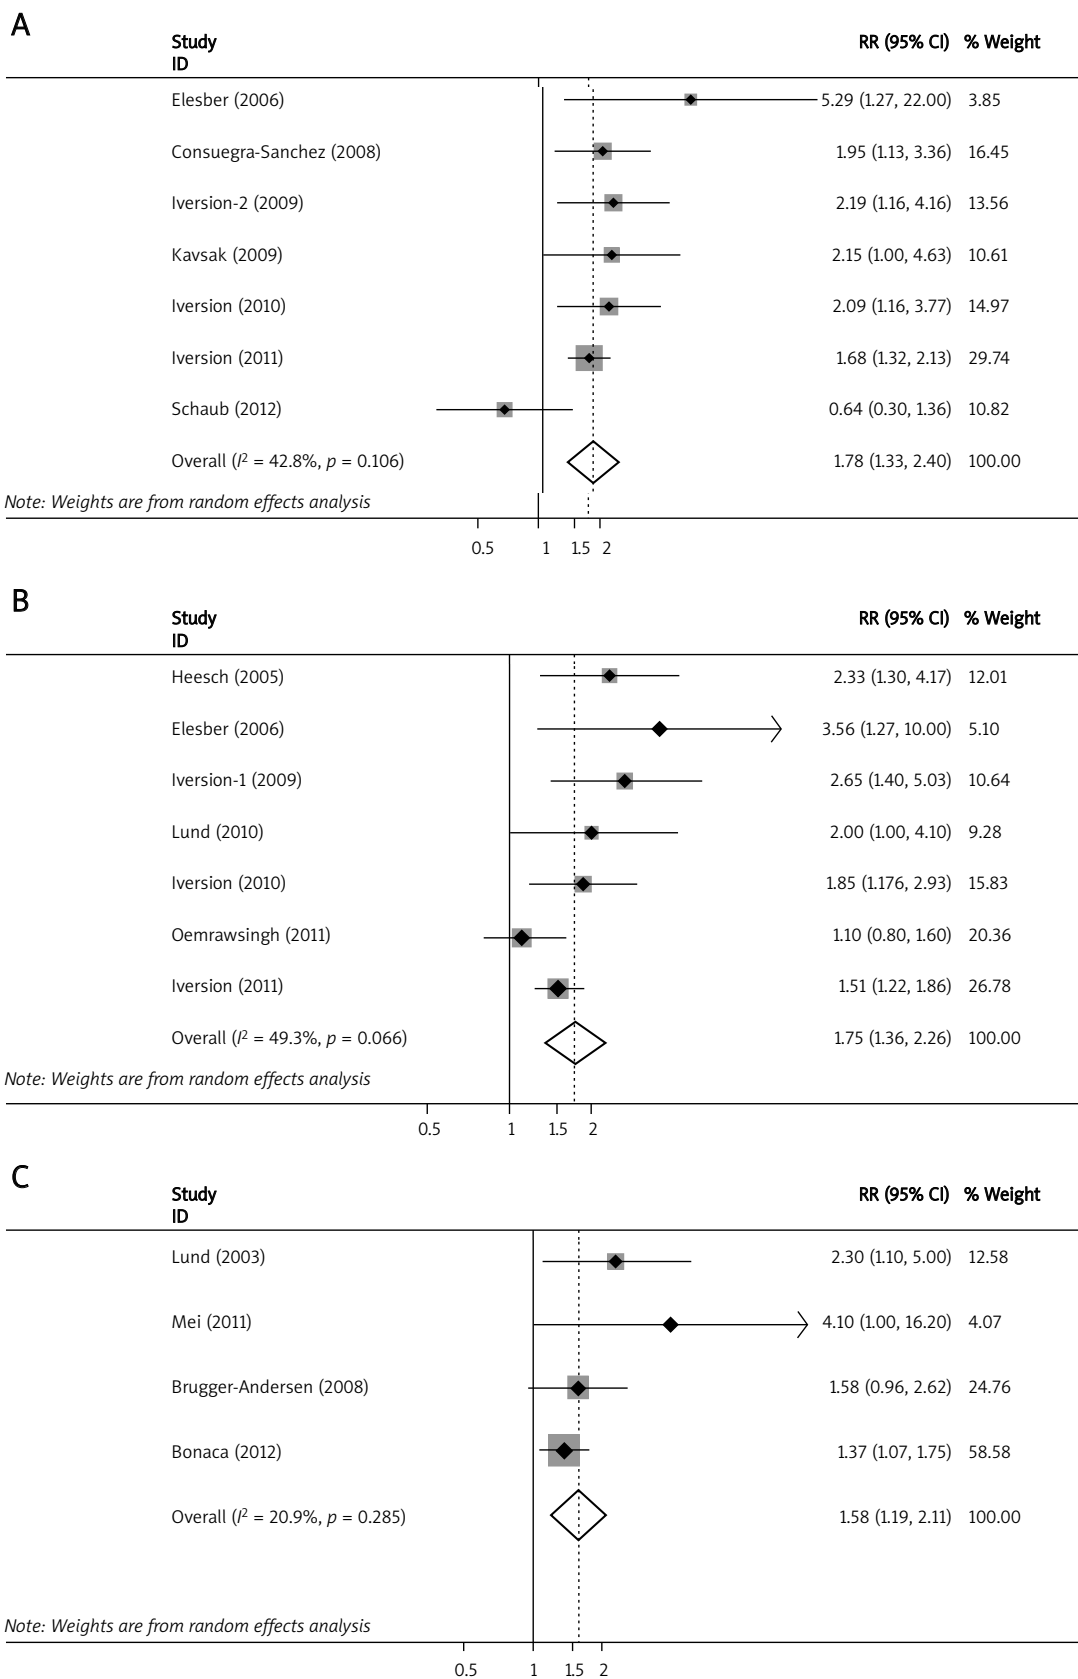 A
Study RR (95% CI) % Weight
ID
Elesber (2006) 5.29 (1.27, 22.00) 3.85
Consuegra-Sanchez (2008) 1.95 (1.13, 3.36) 16.45
Iversion-2 (2009) 2.19 (1.16, 4.16) 13.56
Kavsak (2009) 2.15 (1.00, 4.63) 10.61
Iversion (2010) 2.09 (1.16, 3.77) 14.97
Iversion (2011) 1.68 (1.32, 2.13) 29.74
Schaub (2012) 0.64 (0.30, 1.36) 10.82
Overall (I² = 42.8%, p = 0.106) 1.78 (1.33, 2.40) 100.00
Note: Weights are from random effects analysis
0.5 1 1.5 2
B
Study RR (95% CI) % Weight
ID
Heesch (2005) 2.33 (1.30, 4.17) 12.01
Elesber (2006) 3.56 (1.27, 10.00) 5.10
Iversion-1 (2009) 2.65 (1.40, 5.03) 10.64
Lund (2010) 2.00 (1.00, 4.10) 9.28
Iversion (2010) 1.85 (1.176, 2.93) 15.83
Oemrawsingh (2011) 1.10 (0.80, 1.60) 20.36
Iversion (2011) 1.51 (1.22, 1.86) 26.78
Overall (I² = 49.3%, p = 0.066) 1.75 (1.36, 2.26) 100.00
Note: Weights are from random effects analysis
0.5 1 1.5 2
C
Study RR (95% CI) % Weight
ID
Lund (2003) 2.30 (1.10, 5.00) 12.58
Mei (2011) 4.10 (1.00, 16.20) 4.07
Brugger-Andersen (2008) 1.58 (0.96, 2.62) 24.76
Bonaca (2012) 1.37 (1.07, 1.75) 58.58
Overall (I² = 20.9%, p = 0.285) 1.58 (1.19, 2.11) 100.00
Note: Weights are from random effects analysis
0.5 1 1.5 2